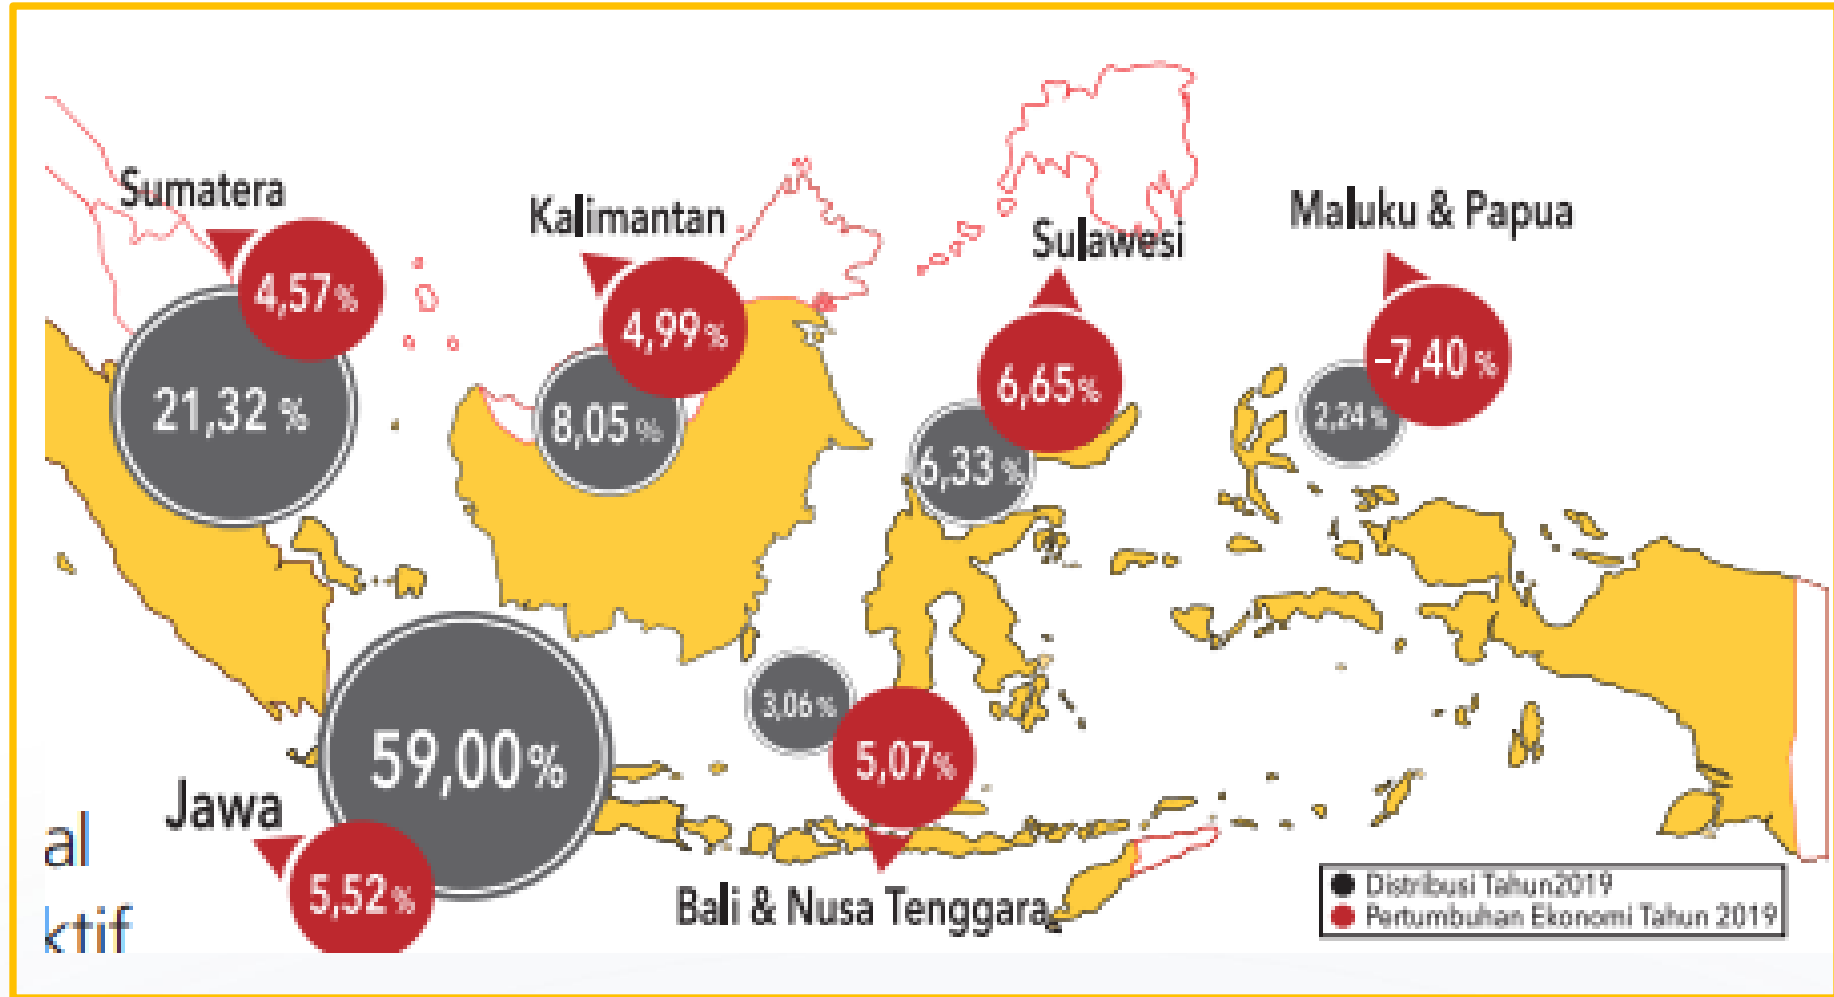 Sumatera
4,57%
21,32 %
Kalimantan
4,99%
8,05 %
Sulawesi
6,65%
6,33 %
Maluku & Papua
-7,40 %
2,24 %
Jawa
59,00%
5,52%
3,06 %
5,07%
Bali & Nusa Tenggara
al
ktif
Distribusi Tahun2019
Pertumbuhan Ekonomi Tahun 2019